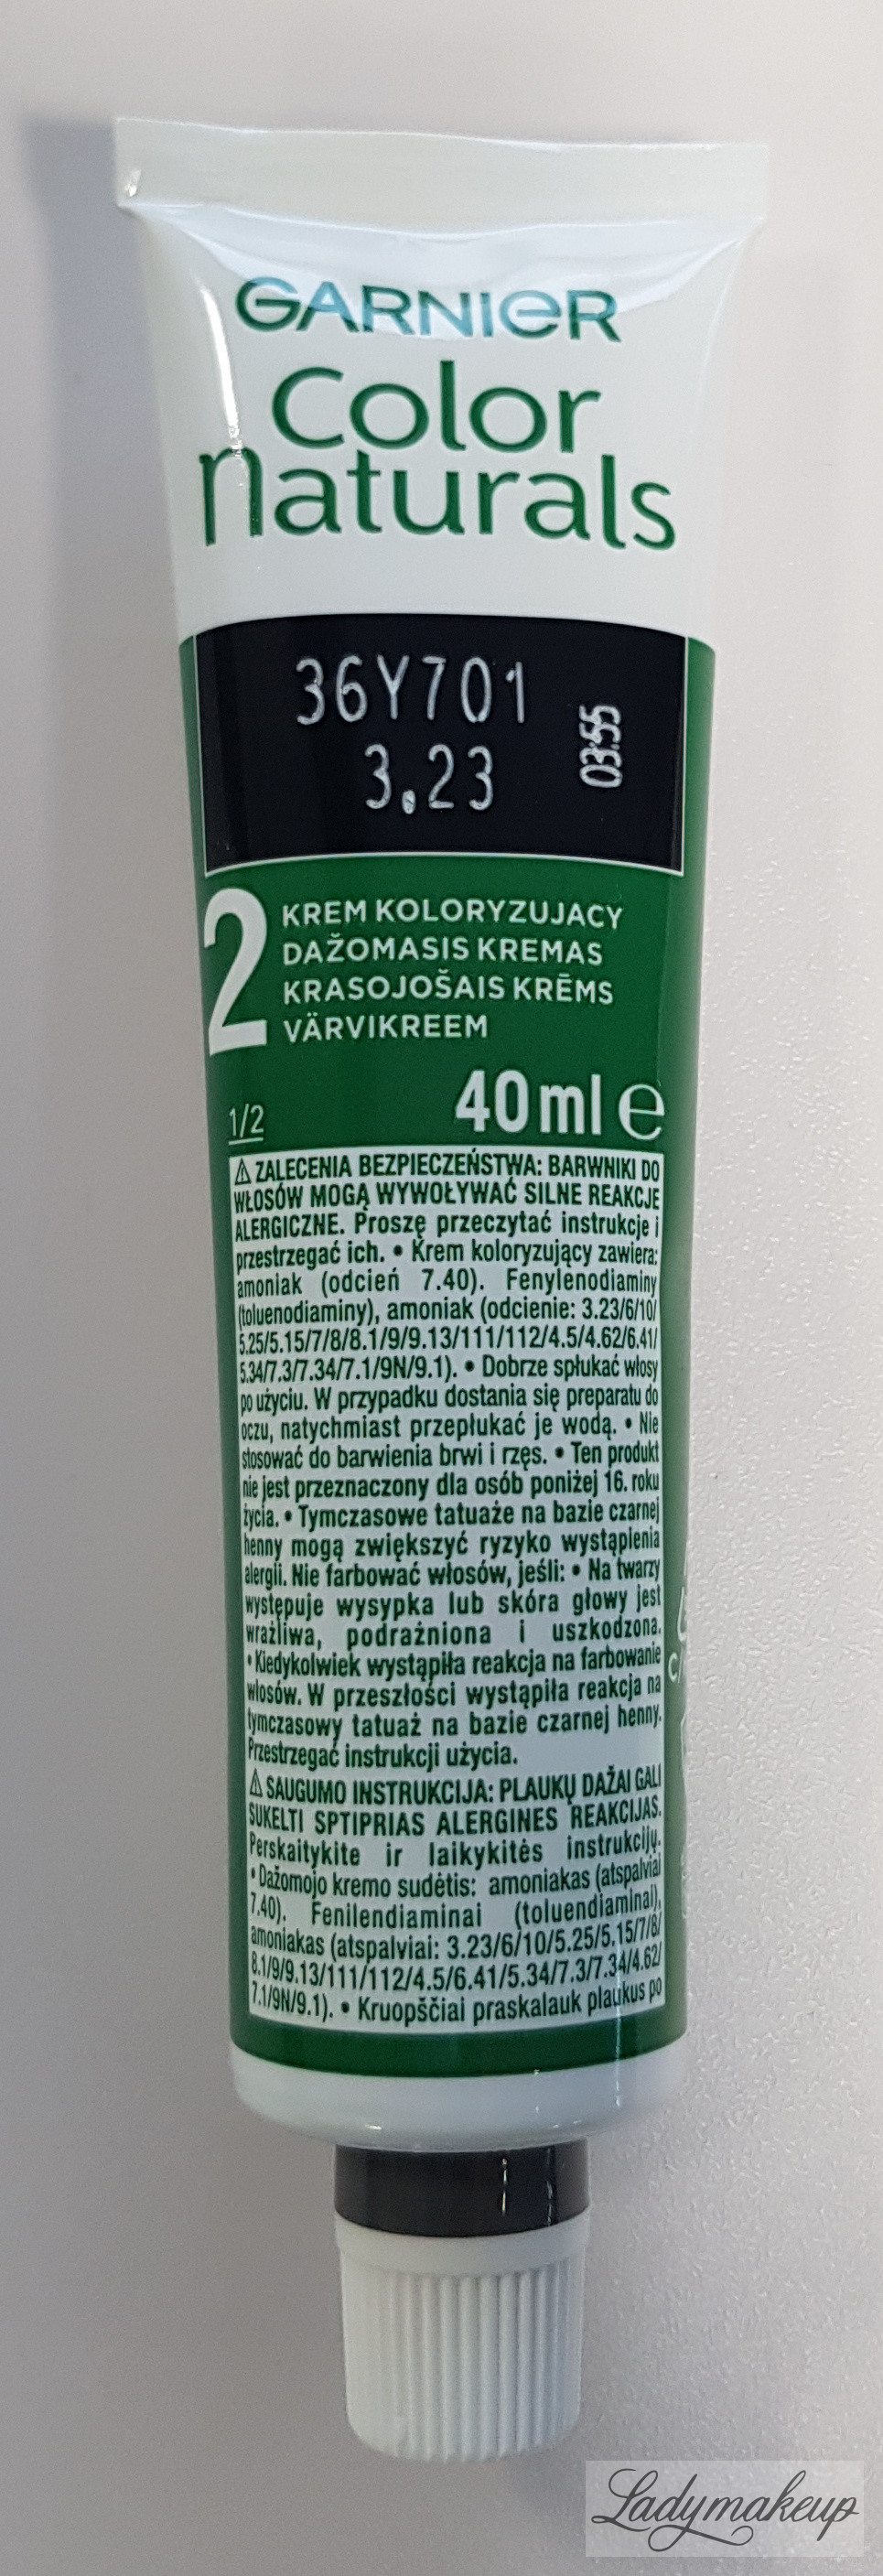 GARNIER
Color
naturals
36Y701
3.23
03:55
2
KREM KOLORYZUJACY
DAŽOMASIS KREMAS
KRASOJOŠAIS KRĒMS
VÄRVIKREEM
1/2
40 ml e
⚠ ZALECENIA BEZPIECZEŃSTWA: BARWNIKI DO
WŁOSÓW MOGĄ WYWOŁYWAĆ SILNE REAKCJE
ALERGICZNE. Proszę przeczytać instrukcje i
przestrzegać ich. • Krem koloryzujący zawiera:
amoniak (odcień 7.40). Fenylenodiaminy
(toluenodiaminy), amoniak (odcienie: 3.23/6/10/
5.25/5.15/7/8/8.1/9/9.13/111/112/4.5/4.62/6.41/
5.34/7.3/7.34/7.1/9N/9.1). • Dobrze spłukać włosy
po użyciu. W przypadku dostania się preparatu do
oczu, natychmiast przepłukać je wodą. • Nie
stosować do barwienia brwi i rzęs. • Ten produkt
nie jest przeznaczony dla osób poniżej 16. roku
życia. • Tymczasowe tatuaże na bazie czarnej
henny mogą zwiększyć ryzyko wystąpienia
alergii. Nie farbować włosów, jeśli: • Na twarzy
występuje wysypka lub skóra głowy jest
wrażliwa, podrażniona i uszkodzona.
• Kiedykolwiek wystąpiła reakcja na farbowanie
włosów. W przeszłości wystąpiła reakcja na
tymczasowy tatuaż na bazie czarnej henny.
Przestrzegać instrukcji użycia.
⚠ SAUGUMO INSTRUKCIJA: PLAUKŲ DAŽAI GALI
SUKELTI SPTIPRIAS ALERGINES REAKCIJAS.
Perskaitykite ir laikykitės instrukcijų.
• Dažomojo kremo sudėtis: amoniakas (atspalviai
7.40). Fenilendiaminai (toluendiaminai),
amoniakas (atspalviai: 3.23/6/10/5.25/5.15/7/8/
8.1/9/9.13/111/112/4.5/6.41/5.34/7.3/7.34/4.62/
7.1/9N/9.1). • Kruopščiai praskalauk plaukus po
Ladymakeup